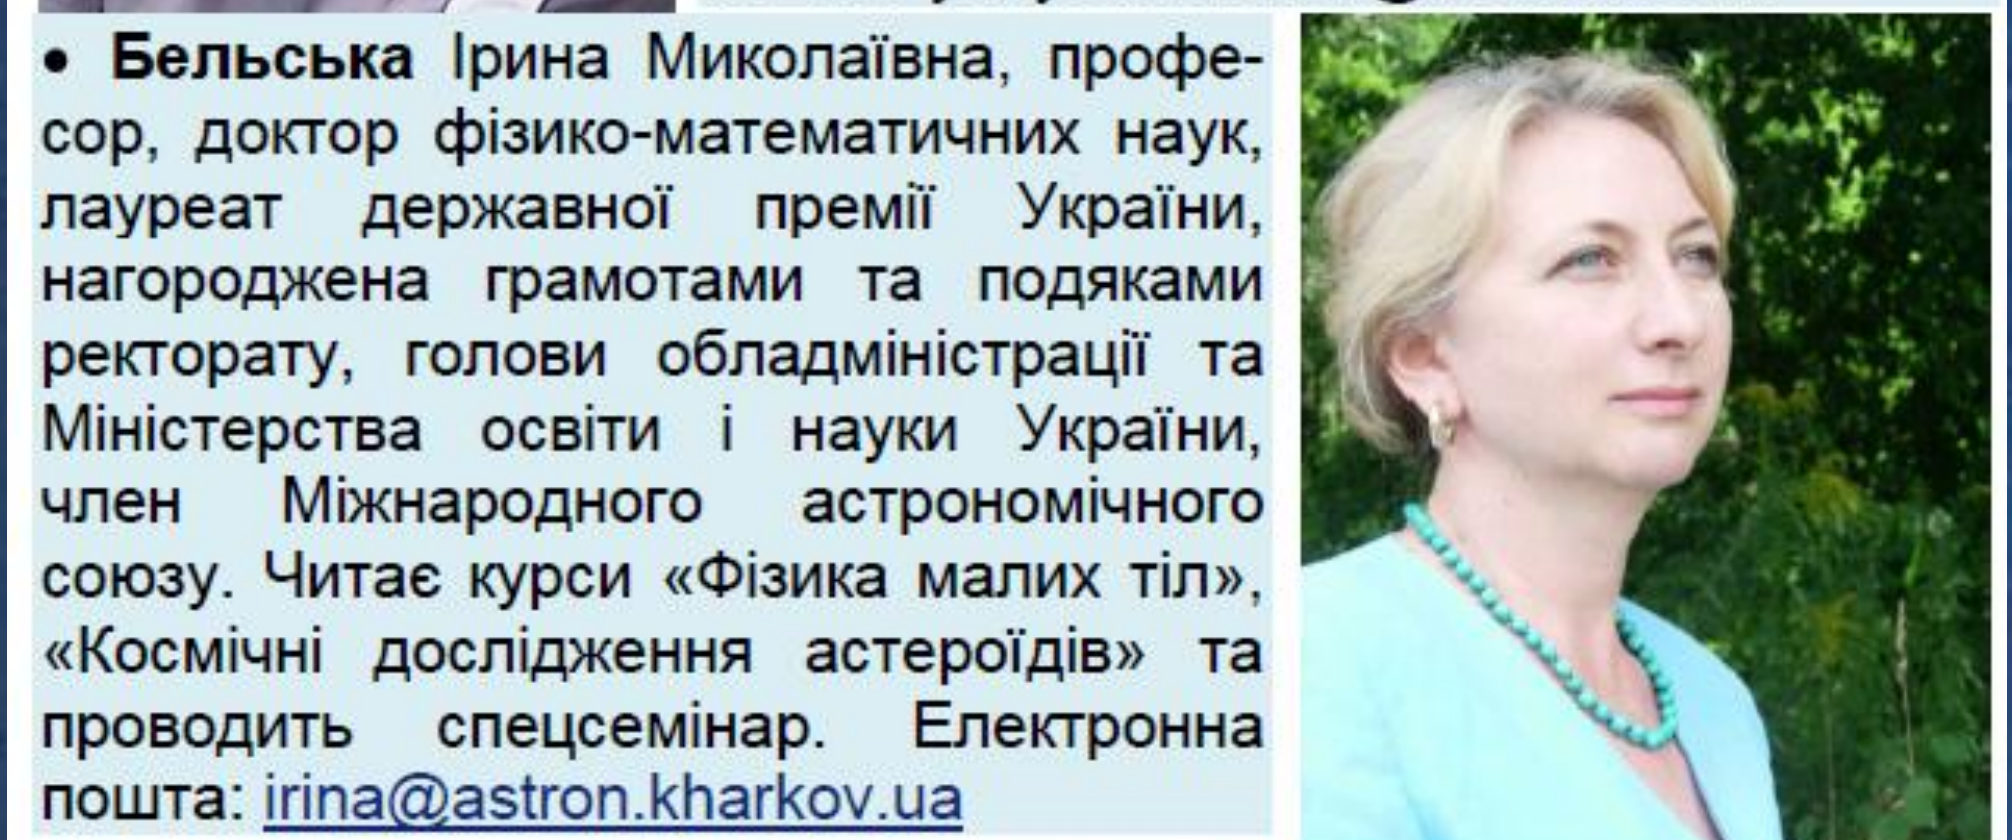 • Бельська Ірина Миколаївна, профе-
сор, доктор фізико-математичних наук,
лауреат державної премії України,
нагороджена грамотами та подяками
ректорату, голови обладміністрації та
Міністерства освіти і науки України,
член Міжнародного астрономічного
союзу. Читає курси «Фізика малих тіл»,
«Космічні дослідження астероїдів» та
проводить спецсемінар. Електронна
пошта: irina@astron.kharkov.ua